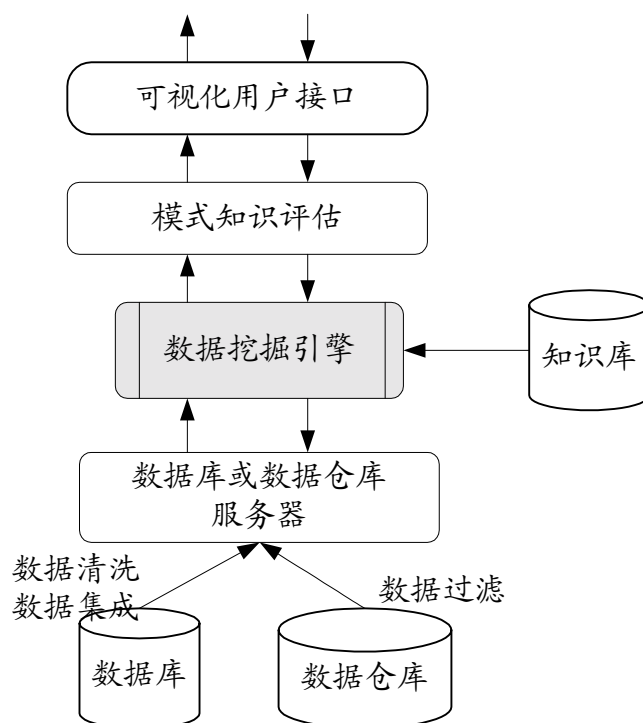 可视化用户接口
模式知识评估
数据挖掘引擎
知识库
数据库或数据仓库
服务器
数据清洗
数据集成
数据过滤
数据库
数据仓库